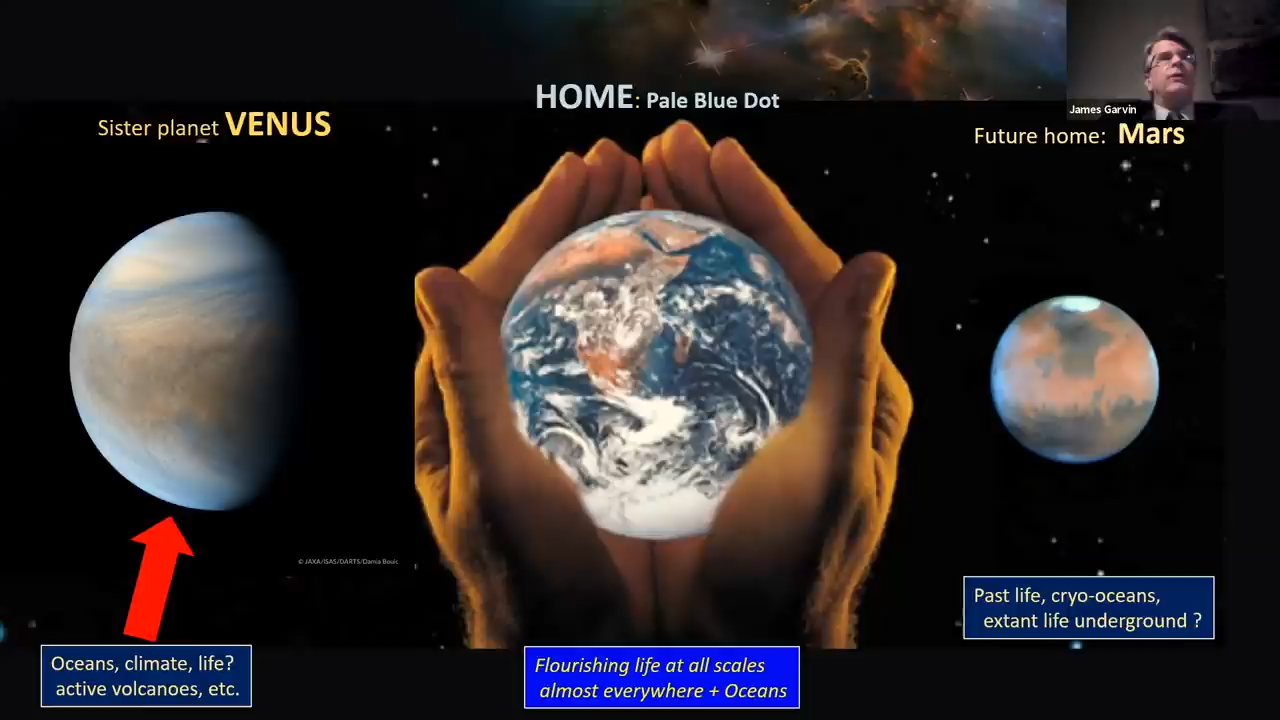 HOME: Pale Blue Dot
James Garvin
Sister planet VENUS
Future home: Mars
© JAXA/ISAS/DARTS/Damia Bouic
Past life, cryo-oceans,
extant life underground ?
Oceans, climate, life?
active volcanoes, etc.
Flourishing life at all scales
almost everywhere + Oceans